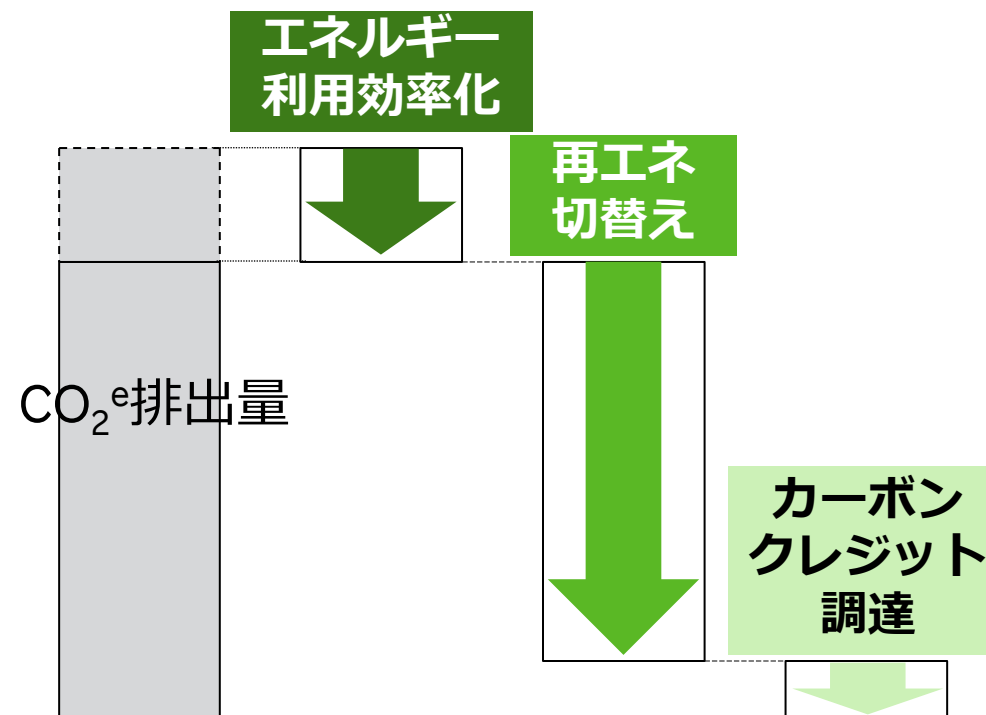 エネルギー
利用効率化
再エネ
切替え
CO₂ᵉ排出量
カーボン
クレジット
調達